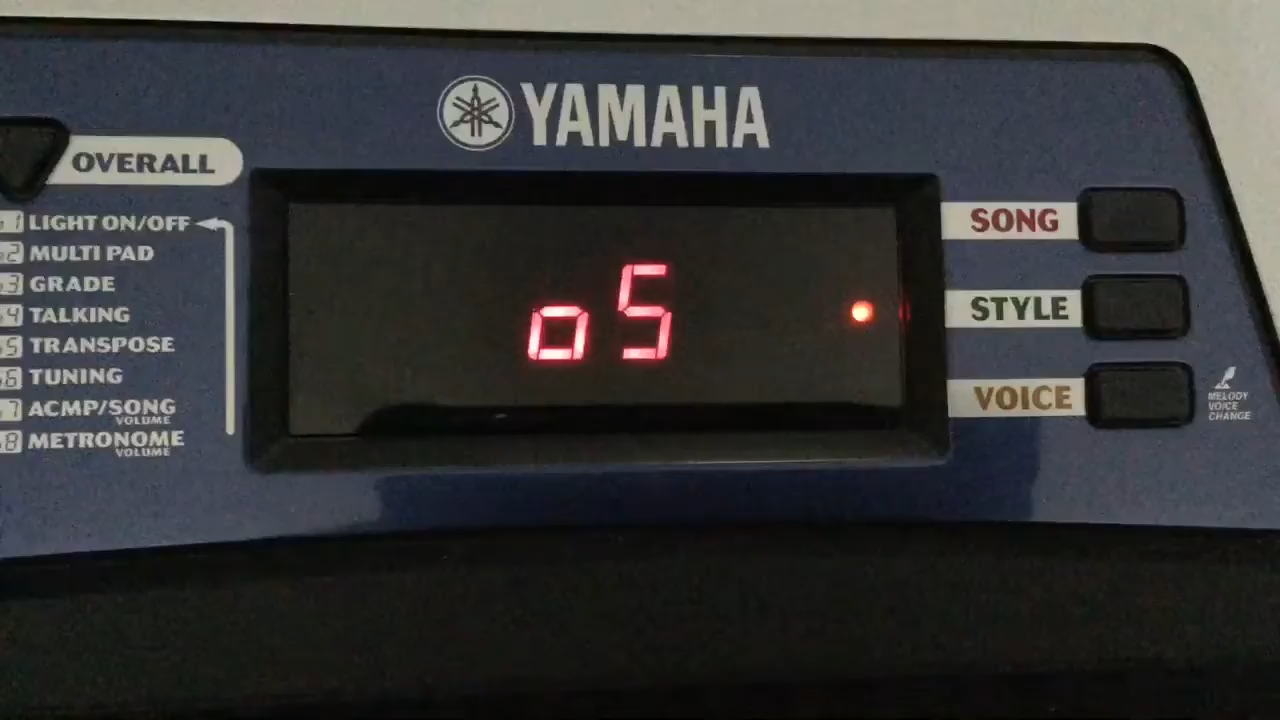 YAMAHA
OVERALL
1 LIGHT ON/OFF
2 MULTI PAD
3 GRADE
4 TALKING
5 TRANSPOSE
6 TUNING
7 ACMP/SONG
VOLUME
8 METRONOME
VOLUME
o5
SONG
STYLE
VOICE
MELODY
VOICE
CHANGE